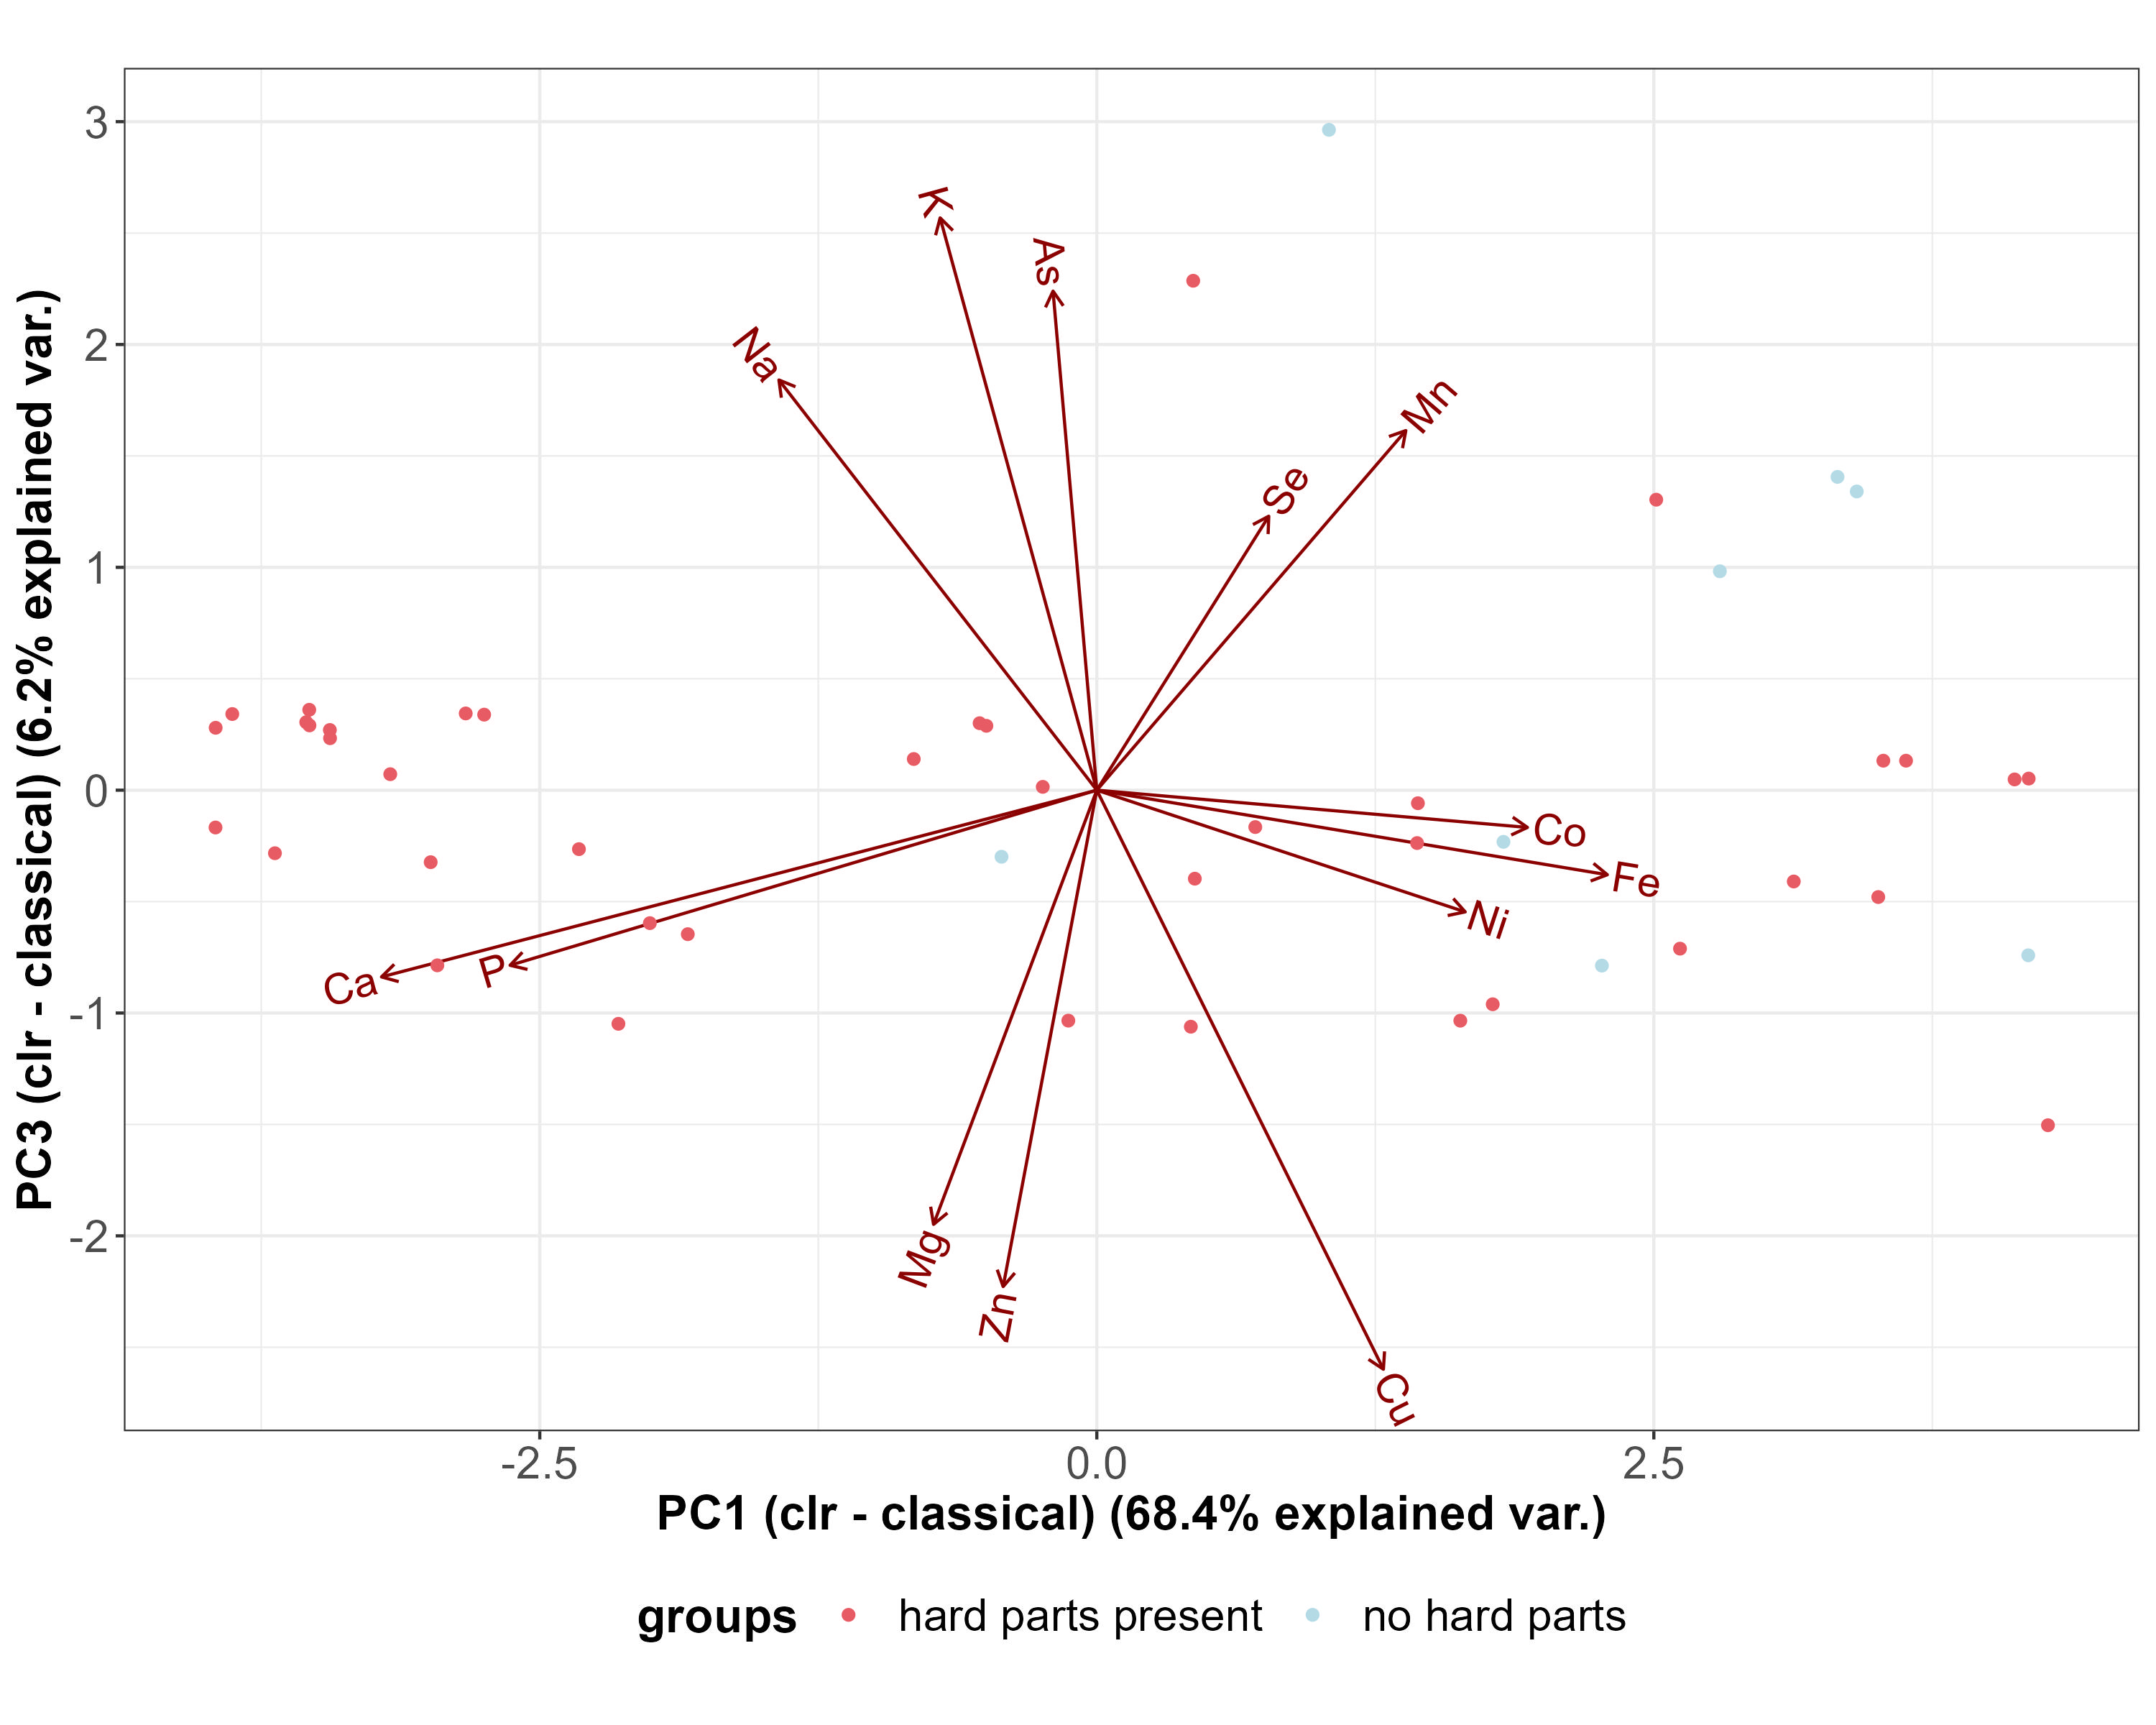 3
2
1
0
-1
-2
PC3 (clr - classical) (6.2% explained var.)
K
As
Na
Mn
Se
Co
Fe
Ni
Ca
P
Mg
Zn
Cu
-2.5 0.0 2.5
PC1 (clr - classical) (68.4% explained var.)
groups hard parts present no hard parts